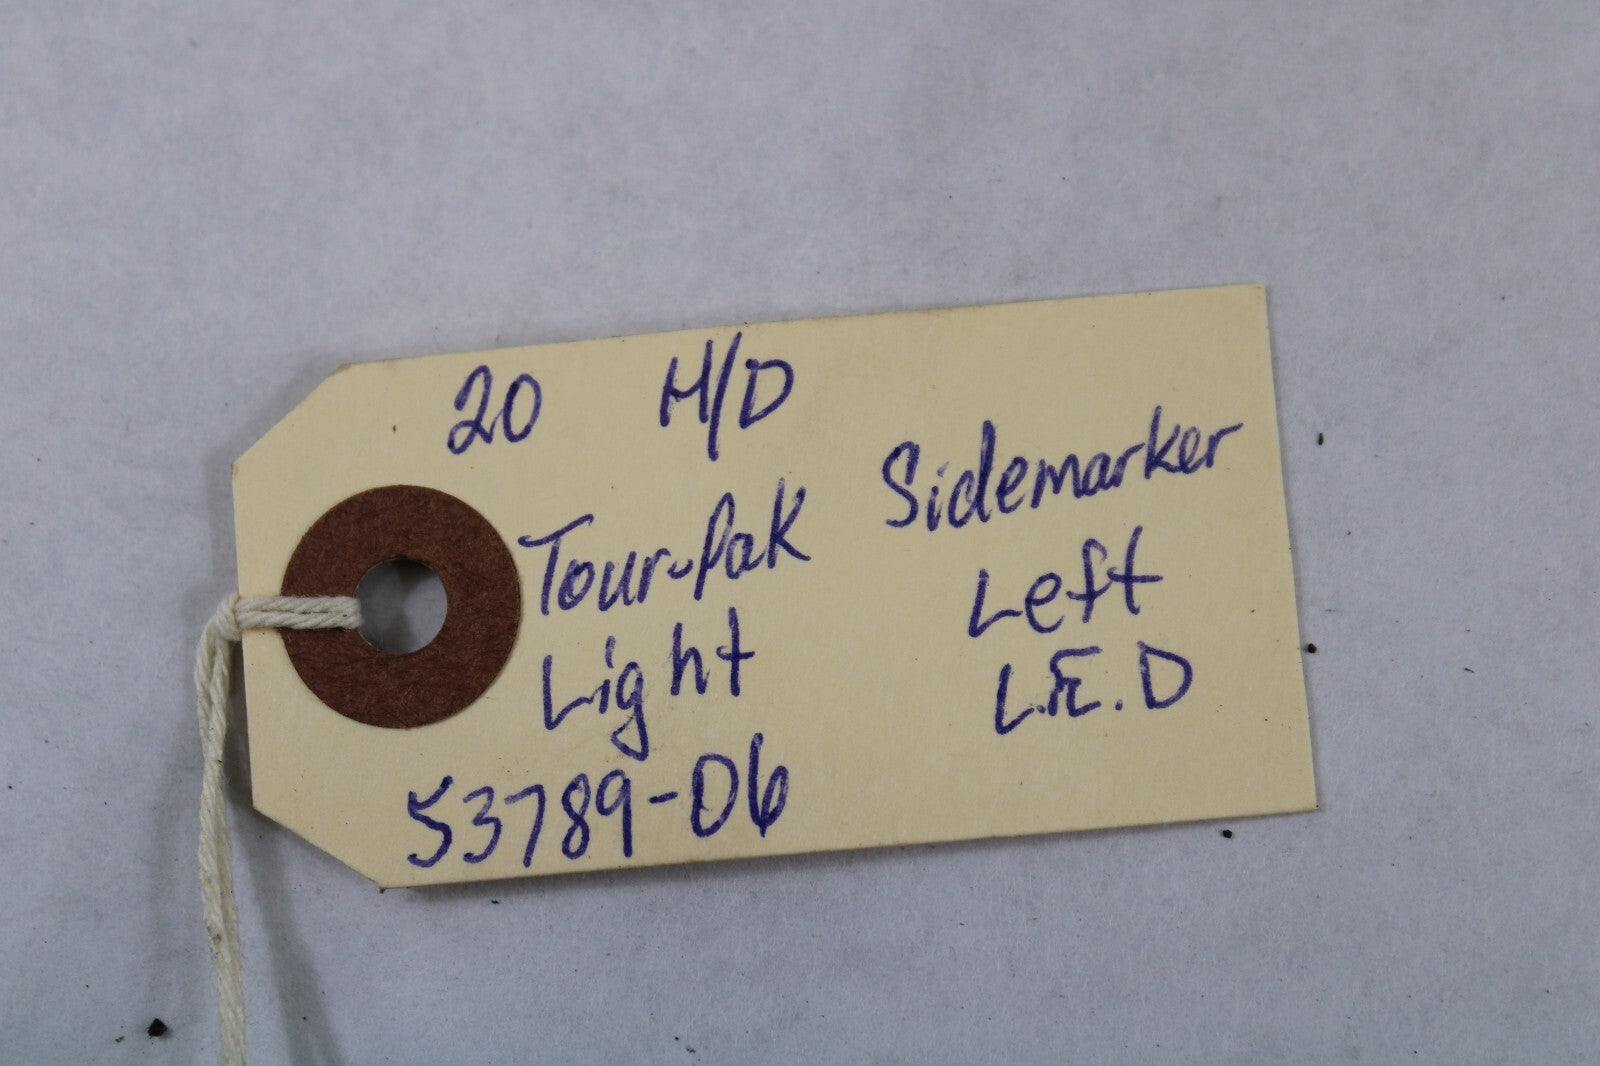 20 H/D
Tour-Pak
Light
53789-06
Sidemarker
Left
L.E.D